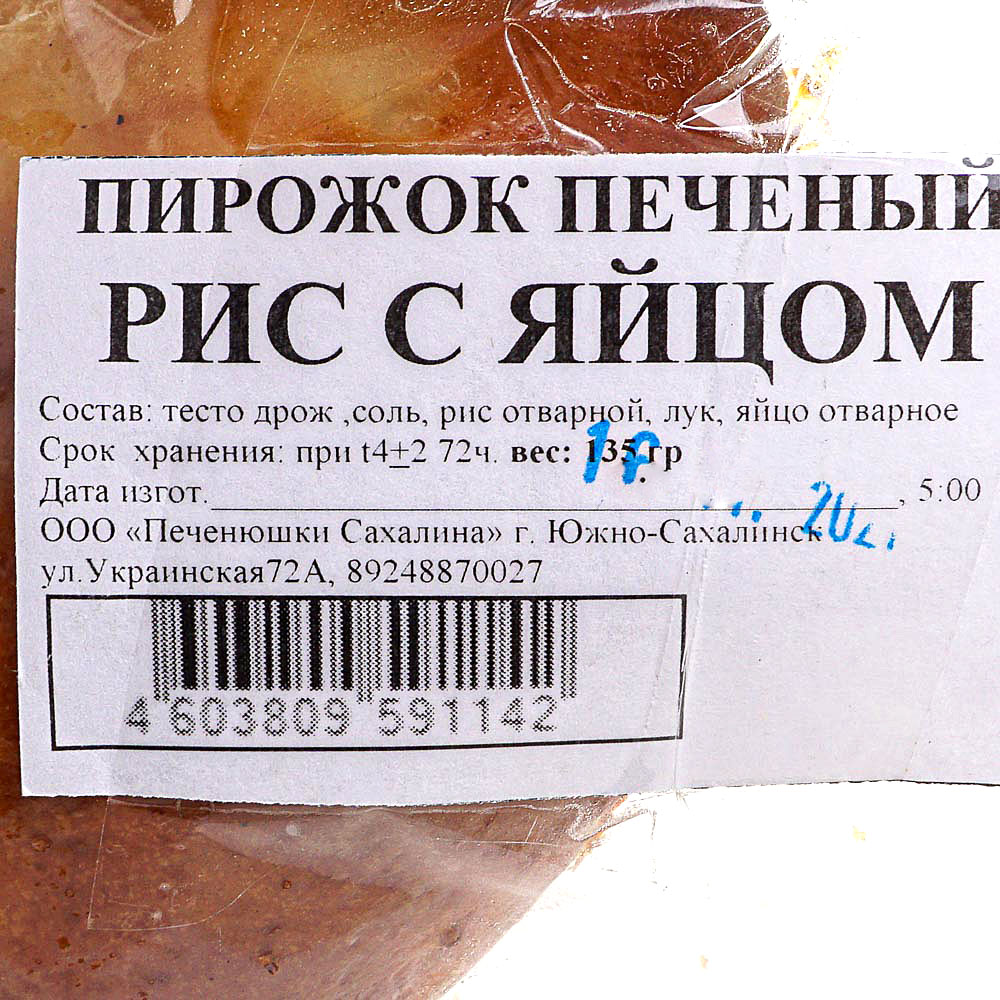 ПИРОЖОК ПЕЧЕНЫЙ
РИС С ЯЙЦОМ
Состав: тесто дрож ,соль, рис отварной, лук, яйцо отварное
Срок хранения: при t4±2 72ч. вес: 135 гр
Дата изгот. , 5:00
ООО «Печенюшки Сахалина» г. Южно-Сахалинск
ул.Украинская72А, 89248870027
4 603809 591142